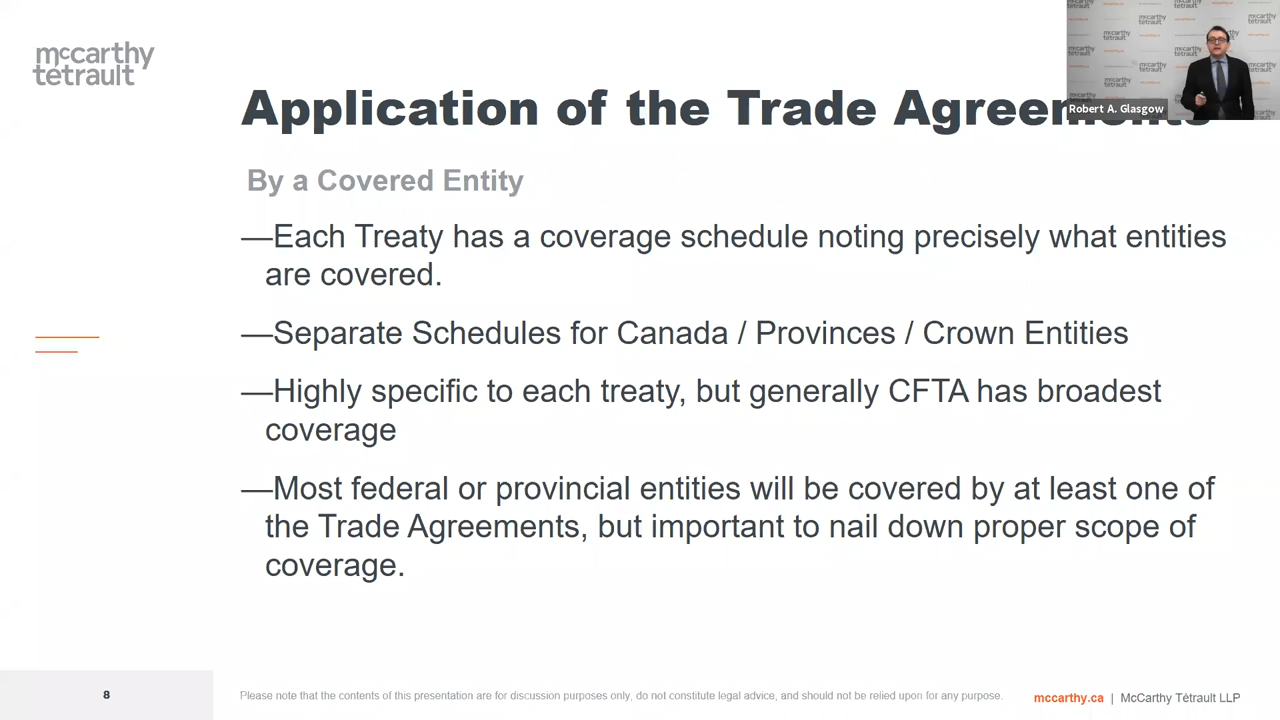 mccarthy
tetrault
Application of the Trade Agreements
Robert A. Glasgow
By a Covered Entity
—Each Treaty has a coverage schedule noting precisely what entities
are covered.
—Separate Schedules for Canada / Provinces / Crown Entities
—Highly specific to each treaty, but generally CFTA has broadest
coverage
—Most federal or provincial entities will be covered by at least one of
the Trade Agreements, but important to nail down proper scope of
coverage.
8
Please note that the contents of this presentation are for discussion purposes only, do not constitute legal advice, and should not be relied upon for any purpose.
mccarthy.ca | McCarthy Tétrault LLP